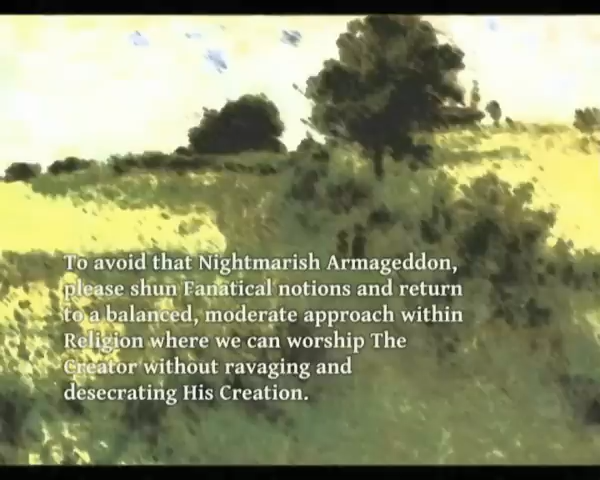 To avoid that Nightmarish Armageddon,
please shun Fanatical notions and return
to a balanced, moderate approach within
Religion where we can worship The
Creator without ravaging and
desecrating His Creation.